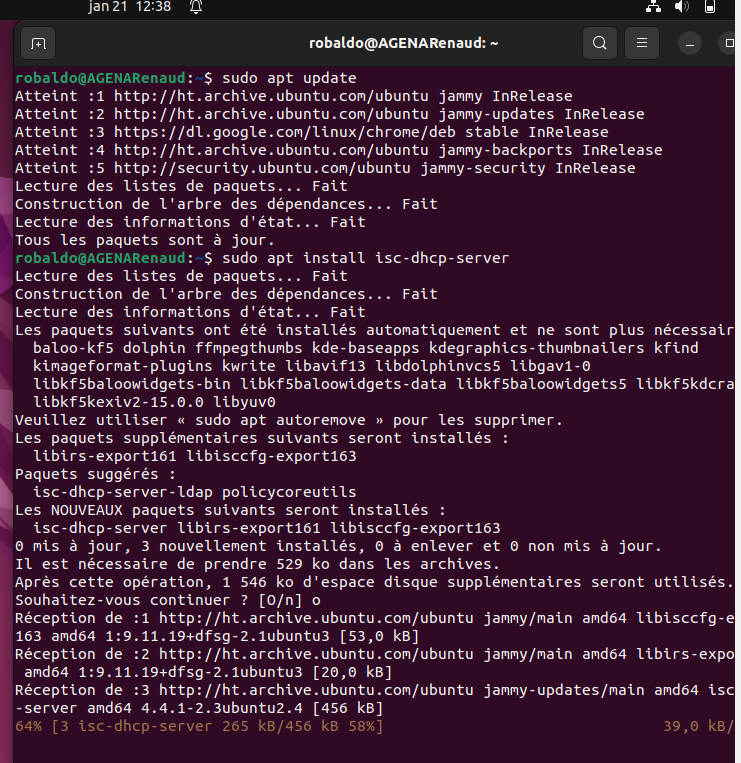 jan 21 12:38
robaldo@AGENARenaud: ~
robaldo@AGENARenaud:~$ sudo apt update
Atteint :1 http://ht.archive.ubuntu.com/ubuntu jammy InRelease
Atteint :2 http://ht.archive.ubuntu.com/ubuntu jammy-updates InRelease
Atteint :3 https://dl.google.com/linux/chrome/deb stable InRelease
Atteint :4 http://ht.archive.ubuntu.com/ubuntu jammy-backports InRelease
Atteint :5 http://security.ubuntu.com/ubuntu jammy-security InRelease
Lecture des listes de paquets... Fait
Construction de l'arbre des dépendances... Fait
Lecture des informations d'état... Fait
Tous les paquets sont à jour.
robaldo@AGENARenaud:~$ sudo apt install isc-dhcp-server
Lecture des listes de paquets... Fait
Construction de l'arbre des dépendances... Fait
Lecture des informations d'état... Fait
Les paquets suivants ont été installés automatiquement et ne sont plus nécessair
  baloo-kf5 dolphin ffmpegthumbs kde-baseapps kdegraphics-thumbnailers kfind
  kimageformat-plugins kwrite libavif13 libdolphinvcs5 libgav1-0
  libkf5baloowidgets-bin libkf5baloowidgets-data libkf5baloowidgets5 libkf5kdcra
  libkf5kexiv2-15.0.0 libyuv0
Veuillez utiliser « sudo apt autoremove » pour les supprimer.
Les paquets supplémentaires suivants seront installés :
  libirs-export161 libisccfg-export163
Paquets suggérés :
  isc-dhcp-server-ldap policycoreutils
Les NOUVEAUX paquets suivants seront installés :
  isc-dhcp-server libirs-export161 libisccfg-export163
0 mis à jour, 3 nouvellement installés, 0 à enlever et 0 non mis à jour.
Il est nécessaire de prendre 529 ko dans les archives.
Après cette opération, 1 546 ko d'espace disque supplémentaires seront utilisés.
Souhaitez-vous continuer ? [O/n] o
Réception de :1 http://ht.archive.ubuntu.com/ubuntu jammy/main amd64 libisccfg-e
163 amd64 1:9.11.19+dfsg-2.1ubuntu3 [53,0 kB]
Réception de :2 http://ht.archive.ubuntu.com/ubuntu jammy/main amd64 libirs-expo
 amd64 1:9.11.19+dfsg-2.1ubuntu3 [20,0 kB]
Réception de :3 http://ht.archive.ubuntu.com/ubuntu jammy-updates/main amd64 isc
-server amd64 4.4.1-2.3ubuntu2.4 [456 kB]
64% [3 isc-dhcp-server 265 kB/456 kB 58%] 39,0 kB/